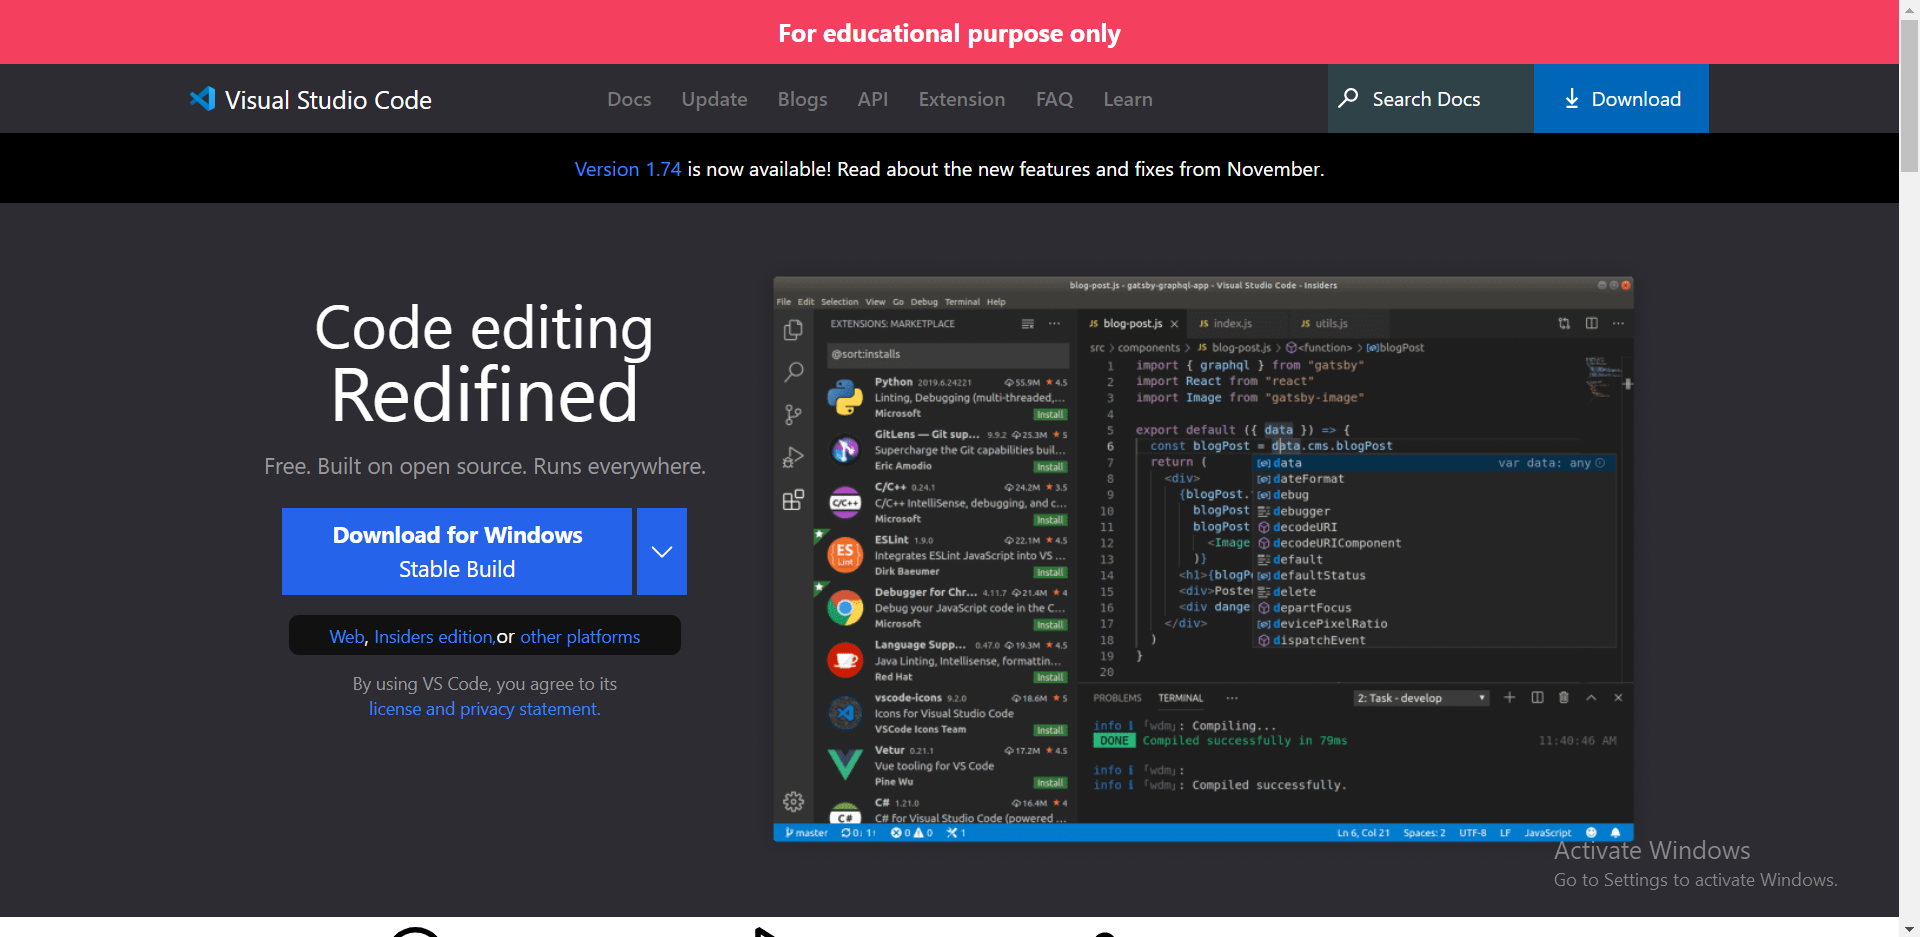 For educational purpose only
Visual Studio Code
Docs Update Blogs API Extension FAQ Learn
Search Docs
Download
Version 1.74 is now available! Read about the new features and fixes from November.
Code editing
Redifined
Free. Built on open source. Runs everywhere.
Download for Windows
Stable Build
Web, Insiders edition,or other platforms
By using VS Code, you agree to its
license and privacy statement.
blog-post.js - gatsby-graphql-app - Visual Studio Code - Insiders
File Edit Selection View Go Debug Terminal Help
EXTENSIONS: MARKETPLACE
@sort:installs
Python 2019.6.24221 55.9M ★ 4.5
Linting, Debugging (multi-threaded,...
Microsoft Install
GitLens — Git sup... 9.9.2 25.3M ★ 5
Supercharge the Git capabilities buil...
Eric Amodio Install
C/C++ 0.24.1 24.2M ★ 3.5
C/C++ IntelliSense, debugging, and c...
Microsoft Install
C/C++
ESLint 1.9.0 22.1M ★ 4.5
Integrates ESLint JavaScript into VS ...
Dirk Baeumer Install
ES
Lint
Debugger for Chr... 4.11.7 21.4M ★ 4
Debug your JavaScript code in the C...
Microsoft Install
Language Supp... 0.47.0 19.3M ★ 4.5
Java Linting, Intellisense, formattin...
Red Hat Install
vscode-icons 9.2.0 18.6M ★ 5
Icons for Visual Studio Code
VSCode Icons Team Install
Vetur 0.21.1 17.2M ★ 4.5
Vue tooling for VS Code
Pine Wu Install
C# 1.21.0 16.4M ★ 4
C# for Visual Studio Code (powered ...
C#
JS blog-post.js JS index.js JS utils.js
src > components > JS blog-post.js > <function> > blogPost
1 import { graphql } from "gatsby"
2 import React from "react"
3 import Image from "gatsby-image"
4
5 export default ({ data }) => {
6 const blogPost = data.cms.blogPost
7 return (
8 <div>
9 {blogPost.
10 blogPost
11 blogPost
12 <Image
13 )}
14 <h1>{blogP
15 <div>Poste
16 <div dange
17 </div>
18 )
19 }
20
data var data: any
dateFormat
debug
debugger
decodeURI
decodeURIComponent
default
defaultStatus
delete
departFocus
devicePixelRatio
dispatchEvent
PROBLEMS TERMINAL ... 2: Task - develop
info i ｢wdm｣: Compiling...
DONE Compiled successfully in 79ms 11:40:46 AM
info i ｢wdm｣:
info i ｢wdm｣: Compiled successfully.
master 0↓ 1↑ 0 0 1 Ln 6, Col 21 Spaces: 2 UTF-8 LF JavaScript
Activate Windows
Go to Settings to activate Windows.